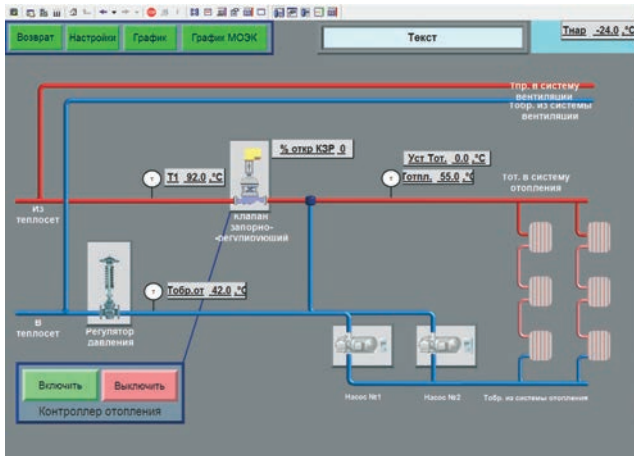 Возврат
Настройки
График
График МОЭК
Текст
Тнар -24.0 ,°C
Тпр. в систему
вентиляции
Тобр. из системы
вентиляции
% откр КЗР 0
Уст Тот. 0.0 ,°C
Т1 92.0 ,°C
Тотпл. 55.0 ,°C
Тот. в систему
отопления
Из
теплосет
Клапан
запорно-
-регулируюший
Тобр.от 42.0 ,°C
В
теплосет
Регулятор
давления
Включить
Выключить
Контроллер отопления
Насос №1
Насос №2
Тобр. из системы отопления